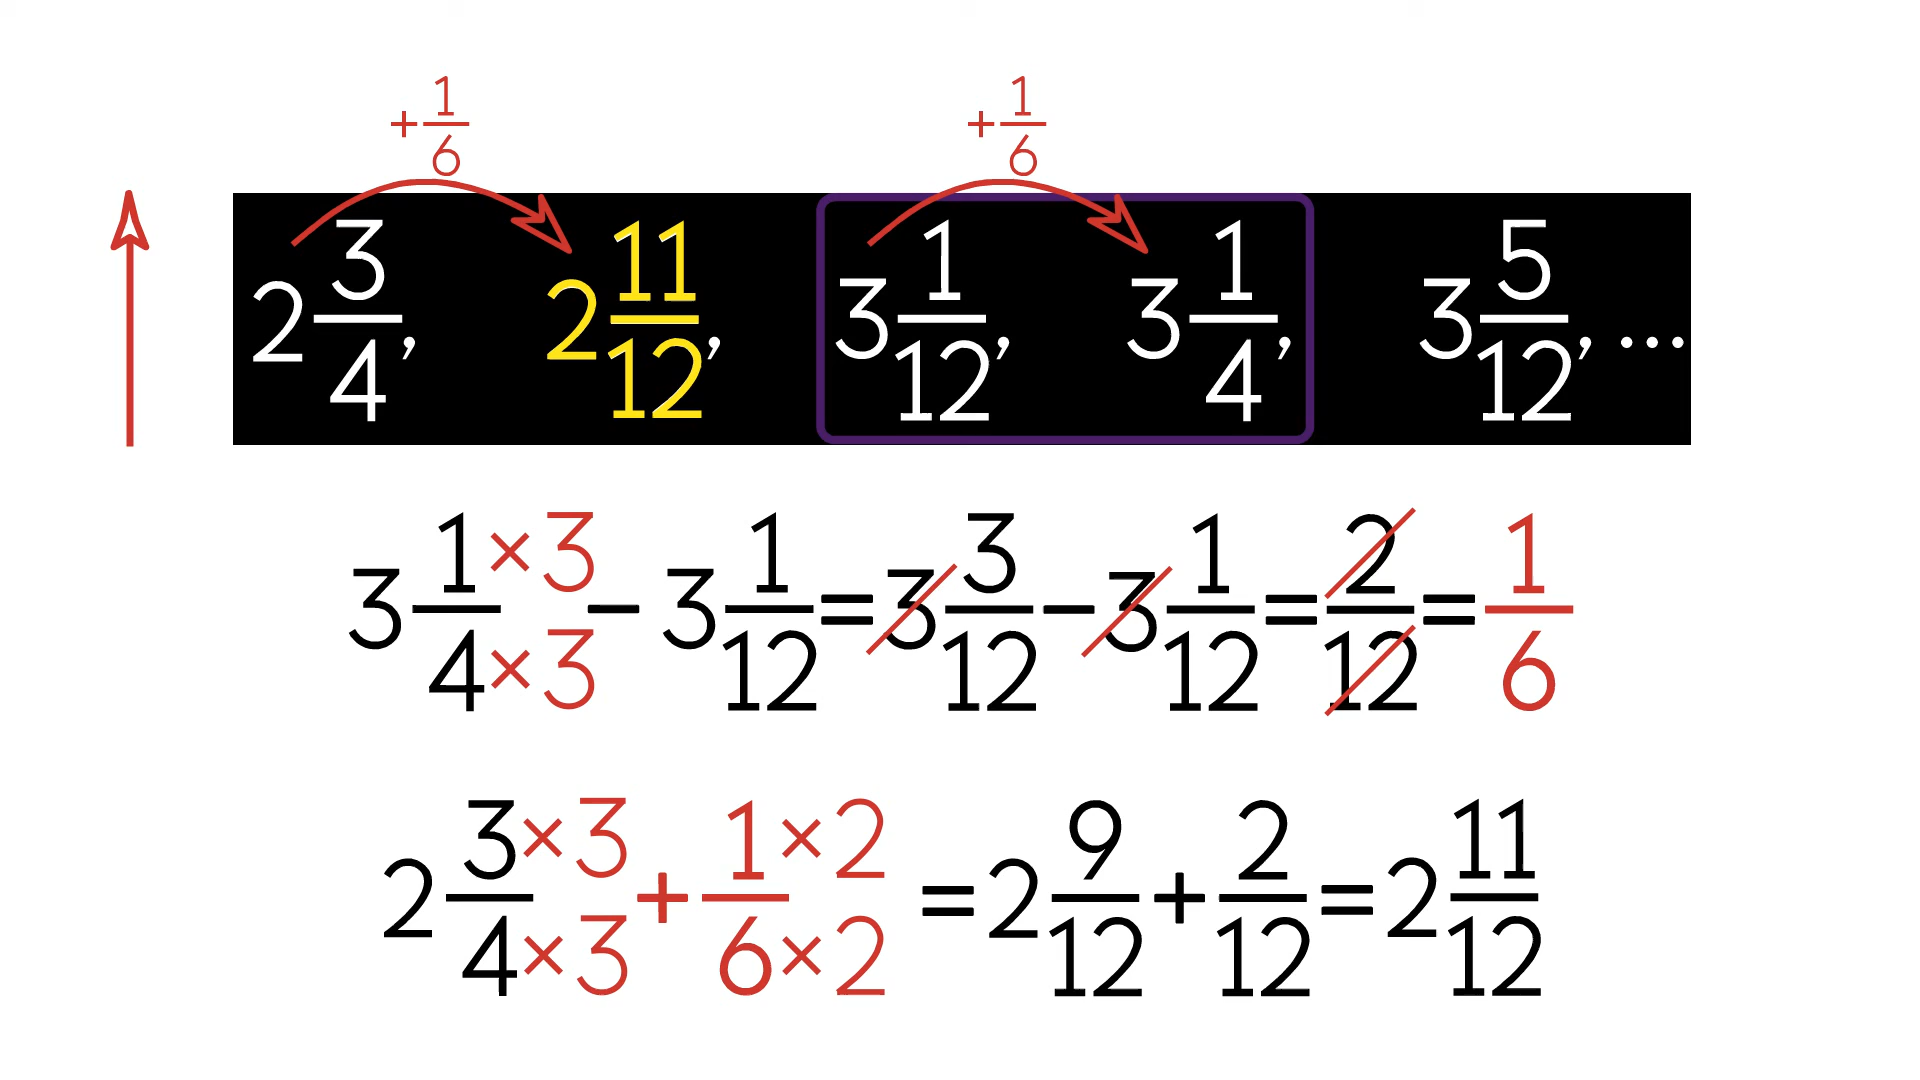 +1/6 +1/6
2 3/4, 2 11/12, 3 1/12, 3 1/4, 3 5/12, ...
3 1×3/4×3 − 3 1/12 = 3 3/12 − 3 1/12 = 2/12 = 1/6
2 3×3/4×3 + 1×2/6×2 = 2 9/12 + 2/12 = 2 11/12